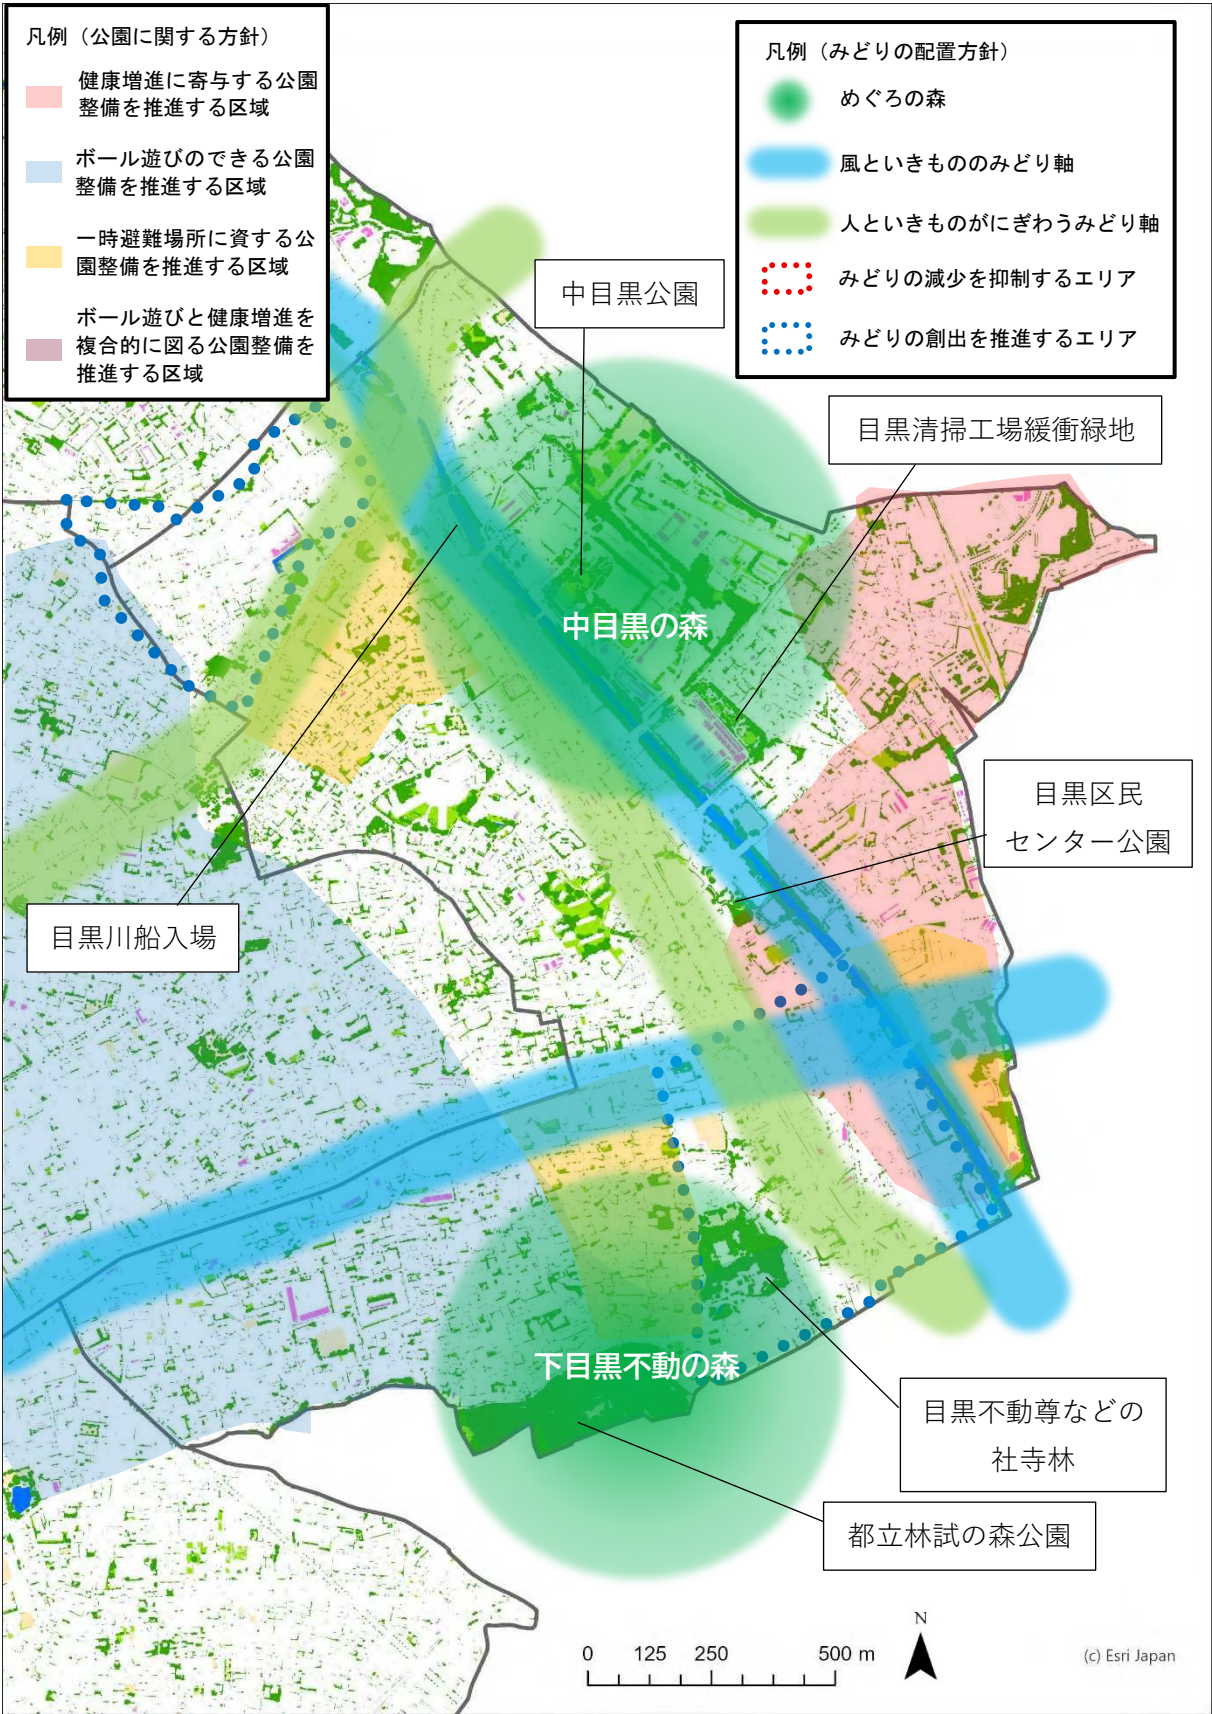 凡例（公園に関する方針）
健康増進に寄与する公園
整備を推進する区域
ボール遊びのできる公園
整備を推進する区域
一時避難場所に資する公
園整備を推進する区域
ボール遊びと健康増進を
複合的に図る公園整備を
推進する区域
凡例（みどりの配置方針）
めぐろの森
風といきもののみどり軸
人といきものがにぎわうみどり軸
みどりの減少を抑制するエリア
みどりの創出を推進するエリア
中目黒公園
目黒清掃工場緩衝緑地
中目黒の森
目黒区民
センター公園
目黒川船入場
下目黒不動の森
目黒不動尊などの
社寺林
都立林試の森公園
0 125 250 500 m
N
(c) Esri Japan